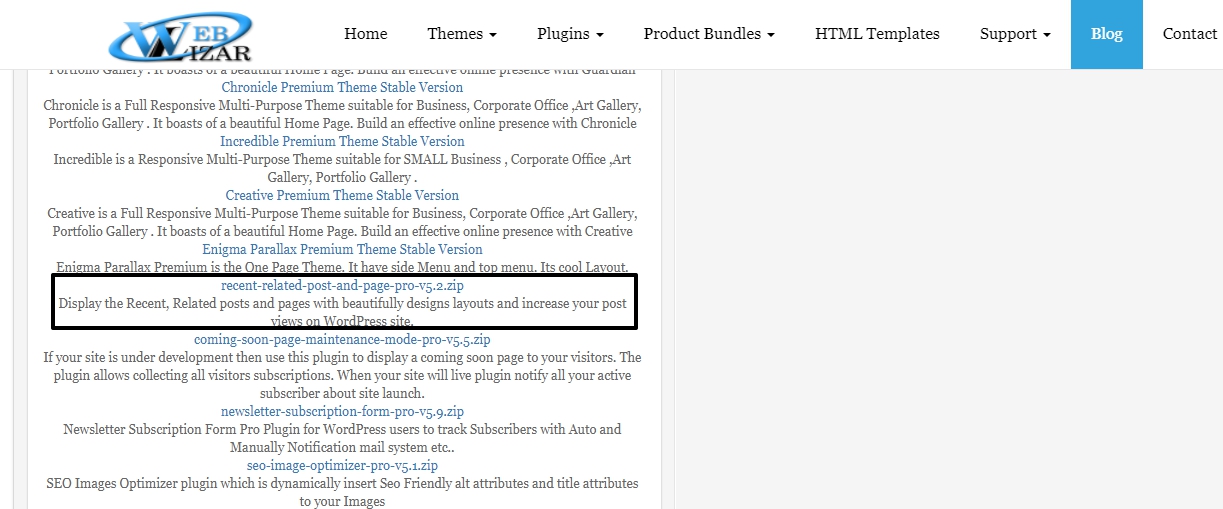 WEB
WIZAR
Home
Themes
Plugins
Product Bundles
HTML Templates
Support
Blog
Contact
Portfolio Gallery . It boasts of a beautiful Home Page. Build an effective online presence with Guardian
Chronicle Premium Theme Stable Version
Chronicle is a Full Responsive Multi-Purpose Theme suitable for Business, Corporate Office ,Art Gallery,
Portfolio Gallery . It boasts of a beautiful Home Page. Build an effective online presence with Chronicle
Incredible Premium Theme Stable Version
Incredible is a Responsive Multi-Purpose Theme suitable for SMALL Business , Corporate Office ,Art
Gallery, Portfolio Gallery .
Creative Premium Theme Stable Version
Creative is a Full Responsive Multi-Purpose Theme suitable for Business, Corporate Office ,Art Gallery,
Portfolio Gallery . It boasts of a beautiful Home Page. Build an effective online presence with Creative
Enigma Parallax Premium Theme Stable Version
Enigma Parallax Premium is the One Page Theme. It have side Menu and top menu. Its cool Layout.
recent-related-post-and-page-pro-v5.2.zip
Display the Recent, Related posts and pages with beautifully designs layouts and increase your post
views on WordPress site.
coming-soon-page-maintenance-mode-pro-v5.5.zip
If your site is under development then use this plugin to display a coming soon page to your visitors. The
plugin allows collecting all visitors subscriptions. When your site will live plugin notify all your active
subscriber about site launch.
newsletter-subscription-form-pro-v5.9.zip
Newsletter Subscription Form Pro Plugin for WordPress users to track Subscribers with Auto and
Manually Notification mail system etc..
seo-image-optimizer-pro-v5.1.zip
SEO Images Optimizer plugin which is dynamically insert Seo Friendly alt attributes and title attributes
to your Images